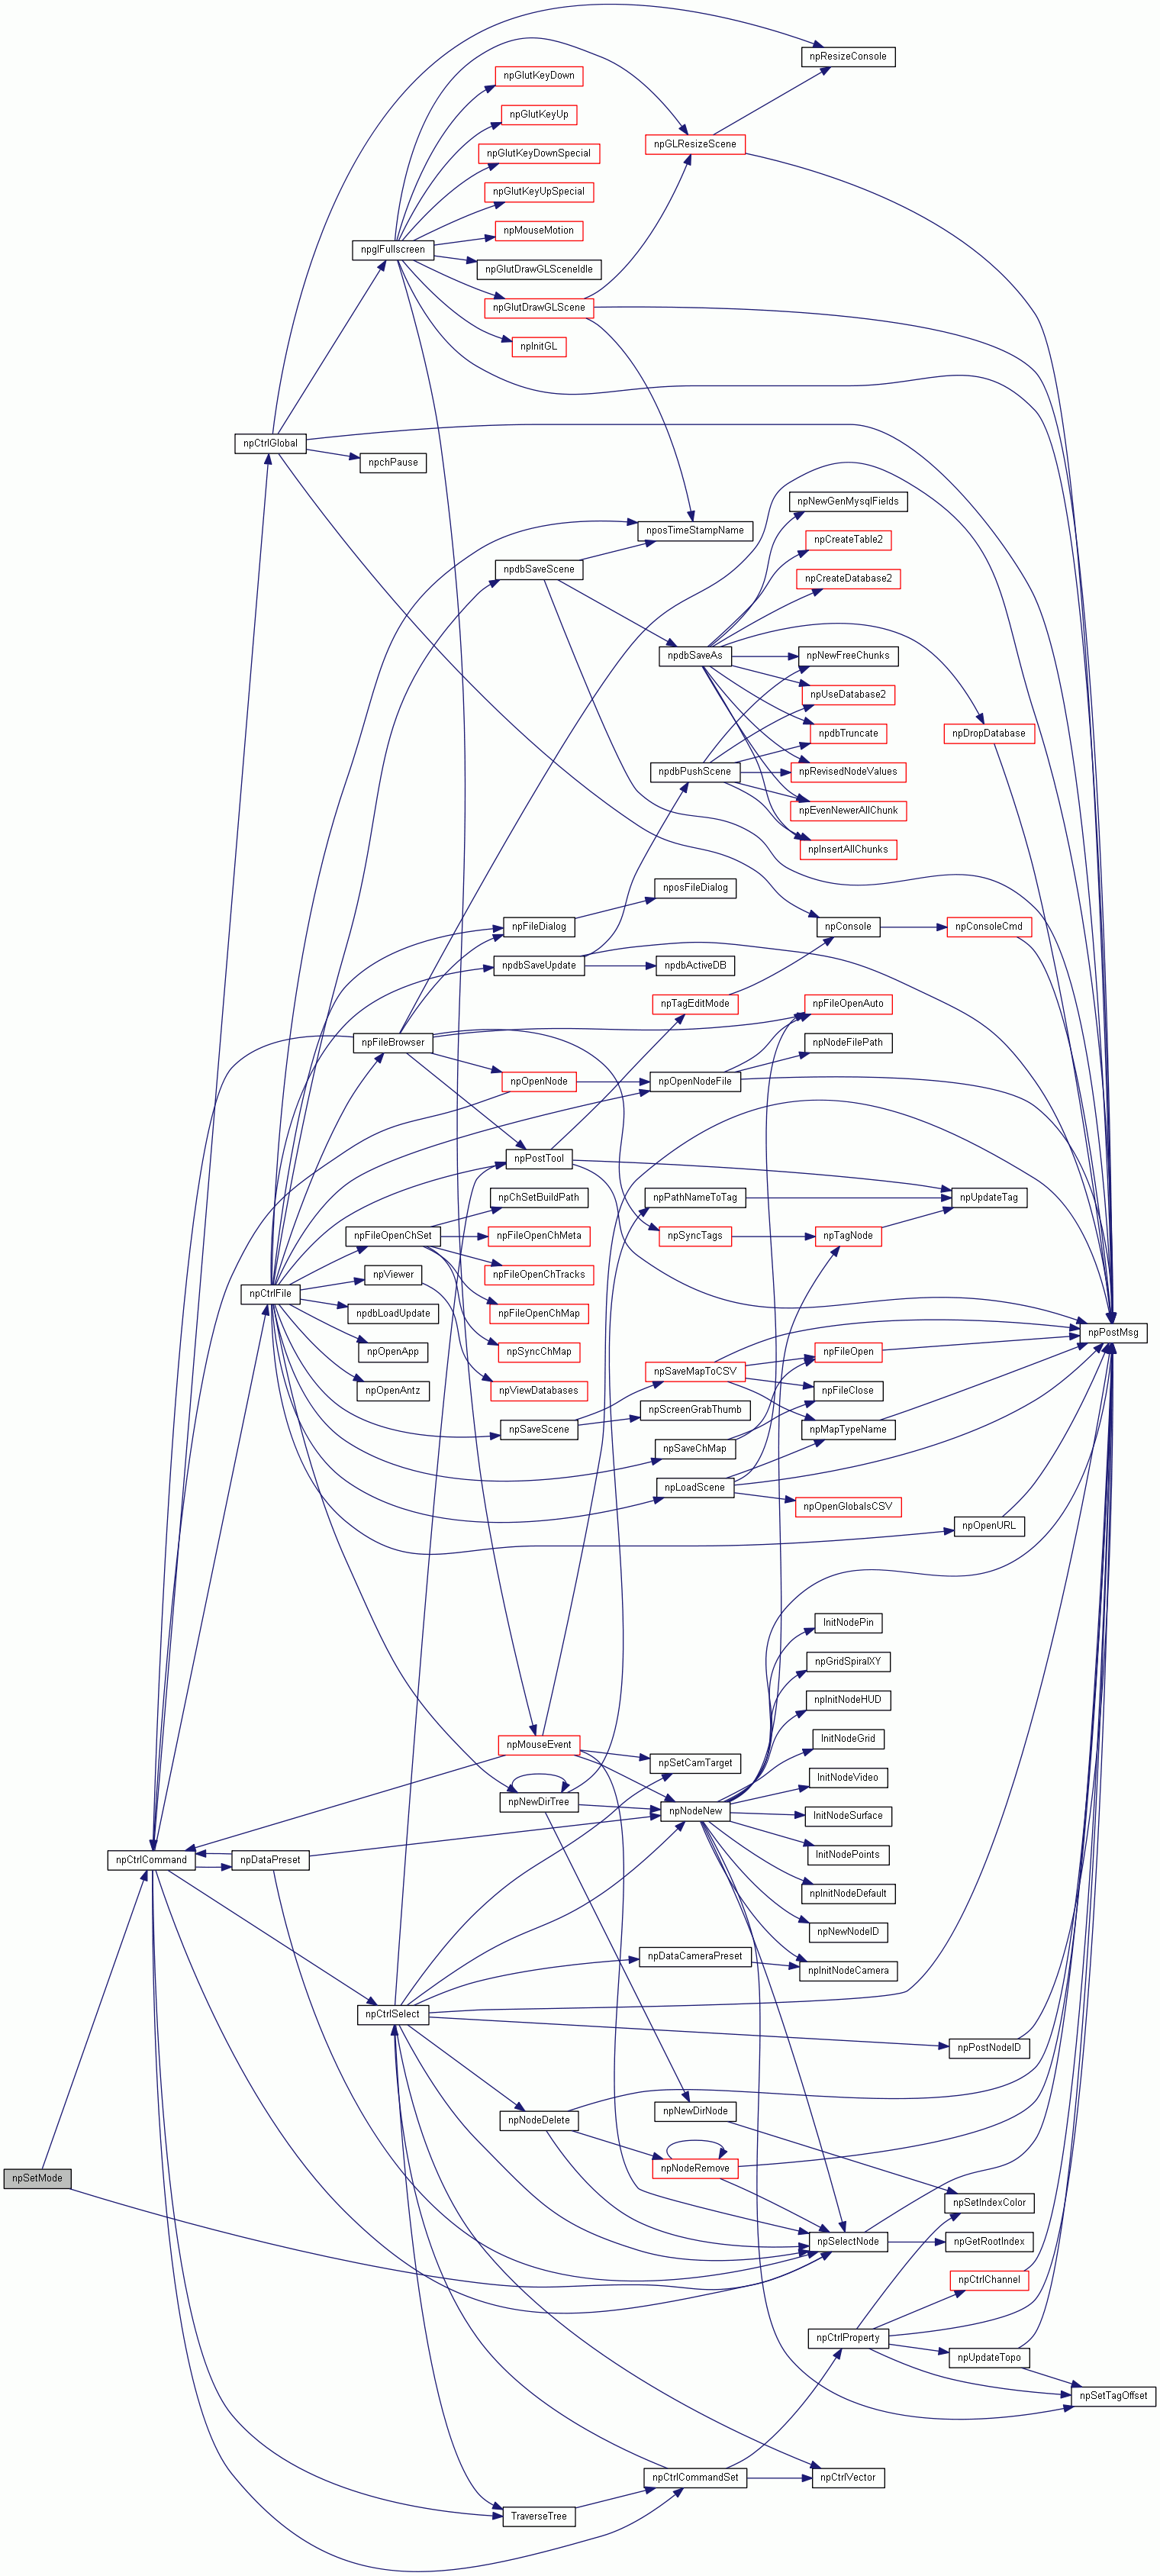 npResizeConsole
npGlutKeyDown
npGlutKeyUp
npGLResizeScene
npGlutKeyDownSpecial
npGlutKeyUpSpecial
npMouseMotion
npglFullscreen
npGlutDrawGLSceneIdle
npGlutDrawGLScene
npInitGL
npCtrlGlobal
npchPause
npNewGenMysqlFields
nposTimeStampName
npCreateTable2
npdbSaveScene
npCreateDatabase2
npdbSaveAs
npNewFreeChunks
npUseDatabase2
npdbTruncate
npDropDatabase
npdbPushScene
npRevisedNodeValues
npEvenNewerAllChunk
npInsertAllChunks
nposFileDialog
npFileDialog
npConsole
npConsoleCmd
npdbSaveUpdate
npdbActiveDB
npTagEditMode
npFileOpenAuto
npFileBrowser
npNodeFilePath
npOpenNode
npOpenNodeFile
npPostTool
npChSetBuildPath
npPathNameToTag
npUpdateTag
npFileOpenChSet
npFileOpenChMeta
npSyncTags
npTagNode
npViewer
npFileOpenChTracks
npCtrlFile
npdbLoadUpdate
npFileOpenChMap
npPostMsg
npOpenApp
npSyncChMap
npFileOpen
npSaveMapToCSV
npOpenAntz
npViewDatabases
npFileClose
npScreenGrabThumb
npSaveScene
npMapTypeName
npSaveChMap
npLoadScene
npOpenGlobalsCSV
npOpenURL
InitNodePin
npGridSpiralXY
npInitNodeHUD
npMouseEvent
InitNodeGrid
npSetCamTarget
InitNodeVideo
npNewDirTree
npNodeNew
InitNodeSurface
npCtrlCommand
npDataPreset
InitNodePoints
npInitNodeDefault
npNewNodeID
npDataCameraPreset
npInitNodeCamera
npCtrlSelect
npPostNodeID
npNewDirNode
npNodeDelete
npNodeRemove
npSetMode
npSetIndexColor
npSelectNode
npGetRootIndex
npCtrlChannel
npCtrlProperty
npUpdateTopo
npSetTagOffset
npCtrlCommandSet
npCtrlVector
TraverseTree